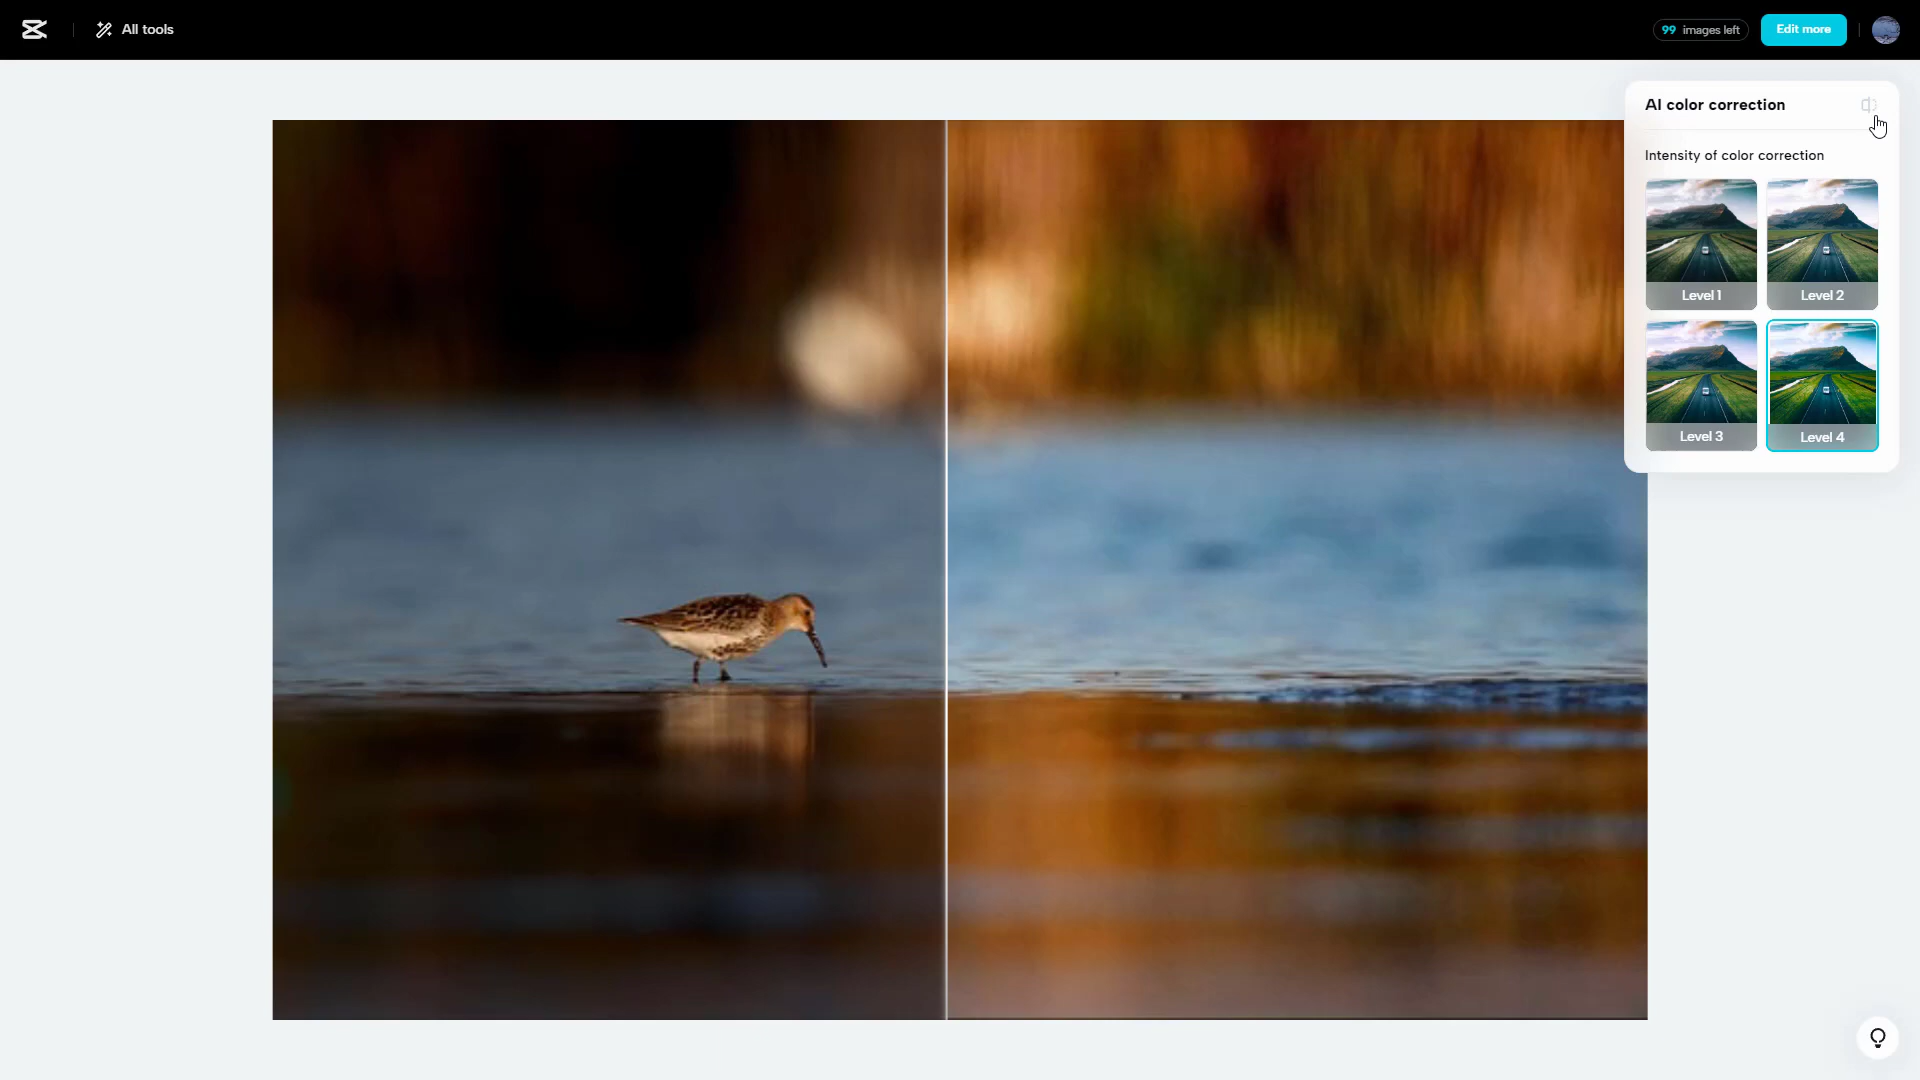 All tools
99 images left
Edit more
AI color correction
Intensity of color correction
Level 1
Level 2
Level 3
Level 4